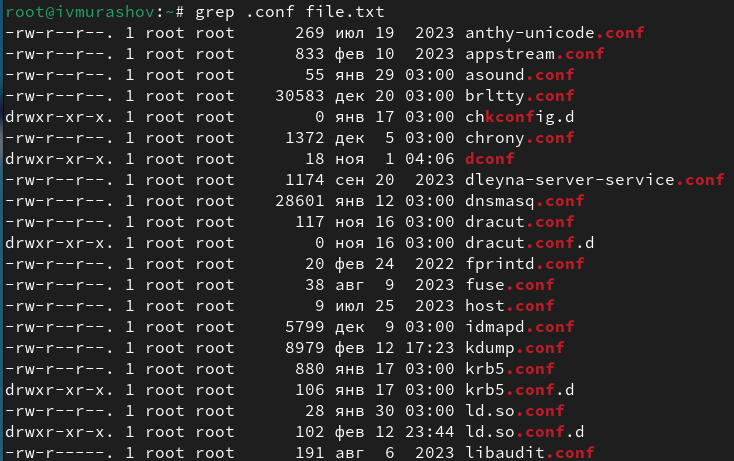 root@ivmurashov:~# grep .conf file.txt
-rw-r--r--. 1 root root 269 июл 19 2023 anthy-unicode.conf
-rw-r--r--. 1 root root 833 фев 10 2023 appstream.conf
-rw-r--r--. 1 root root 55 янв 29 03:00 asound.conf
-rw-r--r--. 1 root root 30583 дек 20 03:00 brltty.conf
drwxr-xr-x. 1 root root 0 янв 17 03:00 chkconfig.d
-rw-r--r--. 1 root root 1372 дек 5 03:00 chrony.conf
drwxr-xr-x. 1 root root 18 ноя 1 04:06 dconf
-rw-r--r--. 1 root root 1174 сен 20 2023 dleyna-server-service.conf
-rw-r--r--. 1 root root 28601 янв 12 03:00 dnsmasq.conf
-rw-r--r--. 1 root root 117 ноя 16 03:00 dracut.conf
drwxr-xr-x. 1 root root 0 ноя 16 03:00 dracut.conf.d
-rw-r--r--. 1 root root 20 фев 24 2022 fprintd.conf
-rw-r--r--. 1 root root 38 авг 9 2023 fuse.conf
-rw-r--r--. 1 root root 9 июл 25 2023 host.conf
-rw-r--r--. 1 root root 5799 дек 9 03:00 idmapd.conf
-rw-r--r--. 1 root root 8979 фев 12 17:23 kdump.conf
-rw-r--r--. 1 root root 880 янв 17 03:00 krb5.conf
drwxr-xr-x. 1 root root 106 янв 17 03:00 krb5.conf.d
-rw-r--r--. 1 root root 28 янв 30 03:00 ld.so.conf
drwxr-xr-x. 1 root root 102 фев 12 23:44 ld.so.conf.d
-rw-r-----. 1 root root 191 авг 6 2023 libaudit.conf